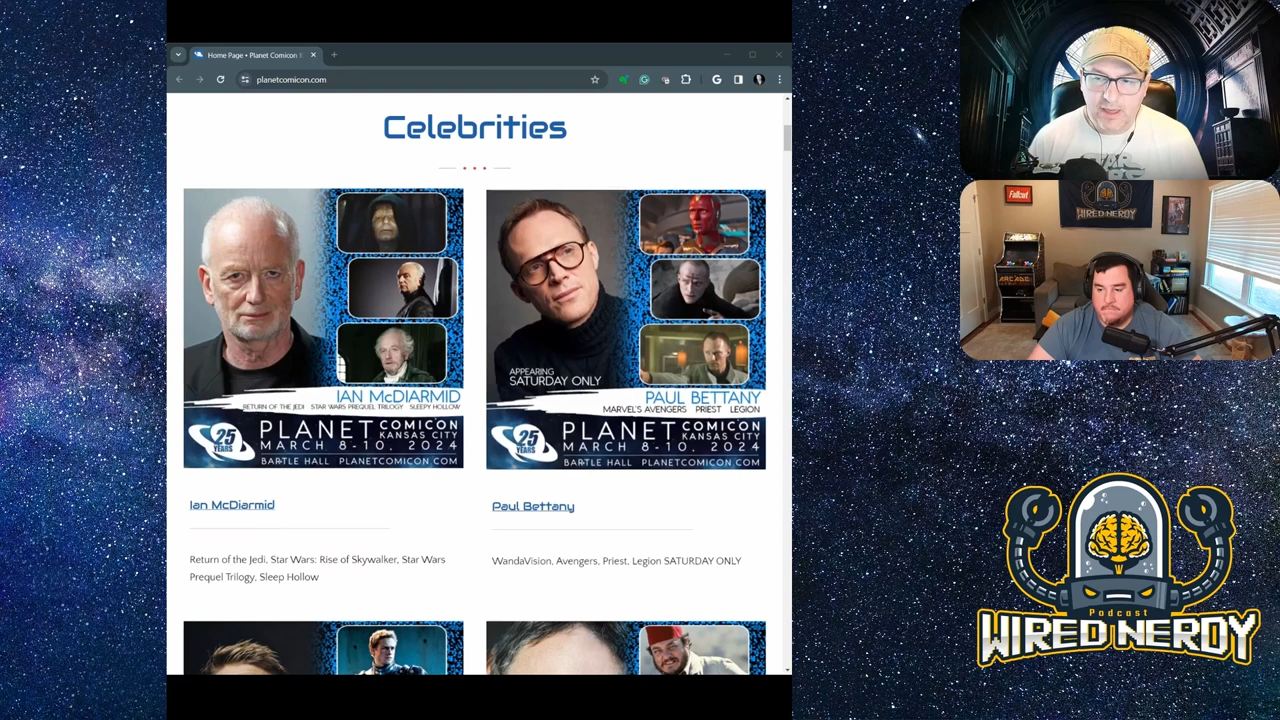 Home Page • Planet Comicon
planetcomicon.com
Celebrities
IAN McDIARMID
RETURN OF THE JEDI STAR WARS PREQUEL TRILOGY SLEEPY HOLLOW
25 YEARS
PLANET COMICON
KANSAS CITY
MARCH 8-10, 2024
BARTLE HALL PLANETCOMICON.COM
APPEARING
SATURDAY ONLY
PAUL BETTANY
MARVEL'S AVENGERS PRIEST LEGION
25 YEARS
PLANET COMICON
KANSAS CITY
MARCH 8-10, 2024
BARTLE HALL PLANETCOMICON.COM
Ian McDiarmid
Paul Bettany
Return of the Jedi, Star Wars: Rise of Skywalker, Star Wars
Prequel Trilogy, Sleep Hollow
WandaVision, Avengers, Priest, Legion SATURDAY ONLY
Fallout
WIRED NERDY
ARCADE
Podcast
WIRED NERDY